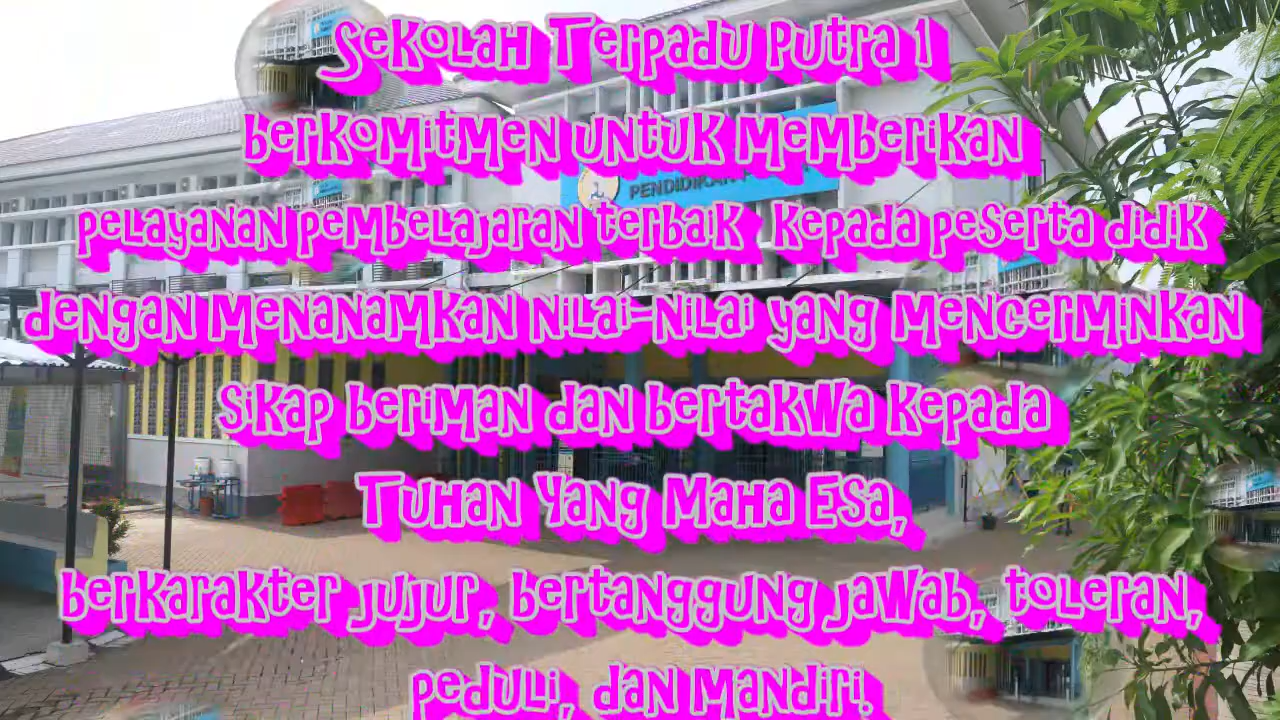 Sekolah Terpadu Putra 1
berkomitmen untuk memberikan
PENDIDIKAN
pelayanan pembelajaran terbaik kepada peserta didik
dengan menanamkan nilai-nilai yang mencerminkan
sikap beriman dan bertakwa kepada
Tuhan Yang Maha Esa,
berkarakter jujur, bertanggung jawab, toleran,
peduli, dan mandiri.